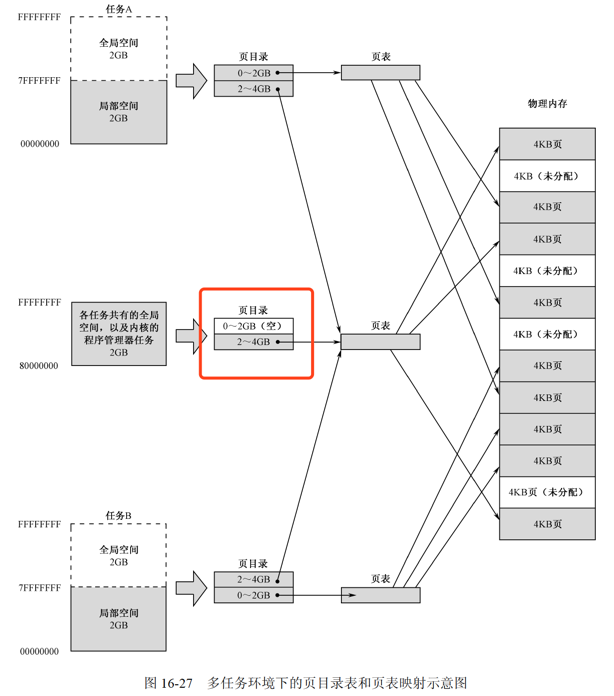 任务A
FFFFFFFF
全局空间
2GB
7FFFFFFF
局部空间
2GB
00000000
页目录
0～2GB
2～4GB
页表
物理内存
4KB页
4KB（未分配）
4KB页
4KB页
4KB（未分配）
4KB页
4KB（未分配）
4KB页
4KB页
4KB页
4KB页
4KB页（未分配）
4KB页
FFFFFFFF
各任务共有的全局
空间，以及内核的
程序管理器任务
2GB
80000000
页目录
0～2GB（空）
2～4GB
页表
任务B
FFFFFFFF
全局空间
2GB
7FFFFFFF
局部空间
2GB
00000000
页目录
2～4GB
0～2GB
页表
图 16-27 多任务环境下的页目录表和页表映射示意图